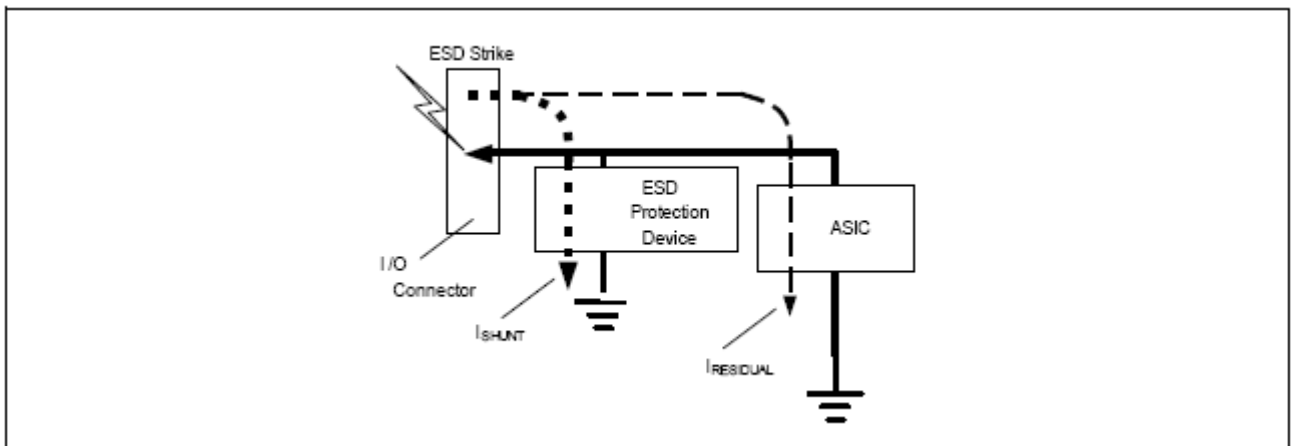 ESD Strike
ESD
Protection
Device
ASIC
I/O
Connector
ISHUNT
IRESIDUAL